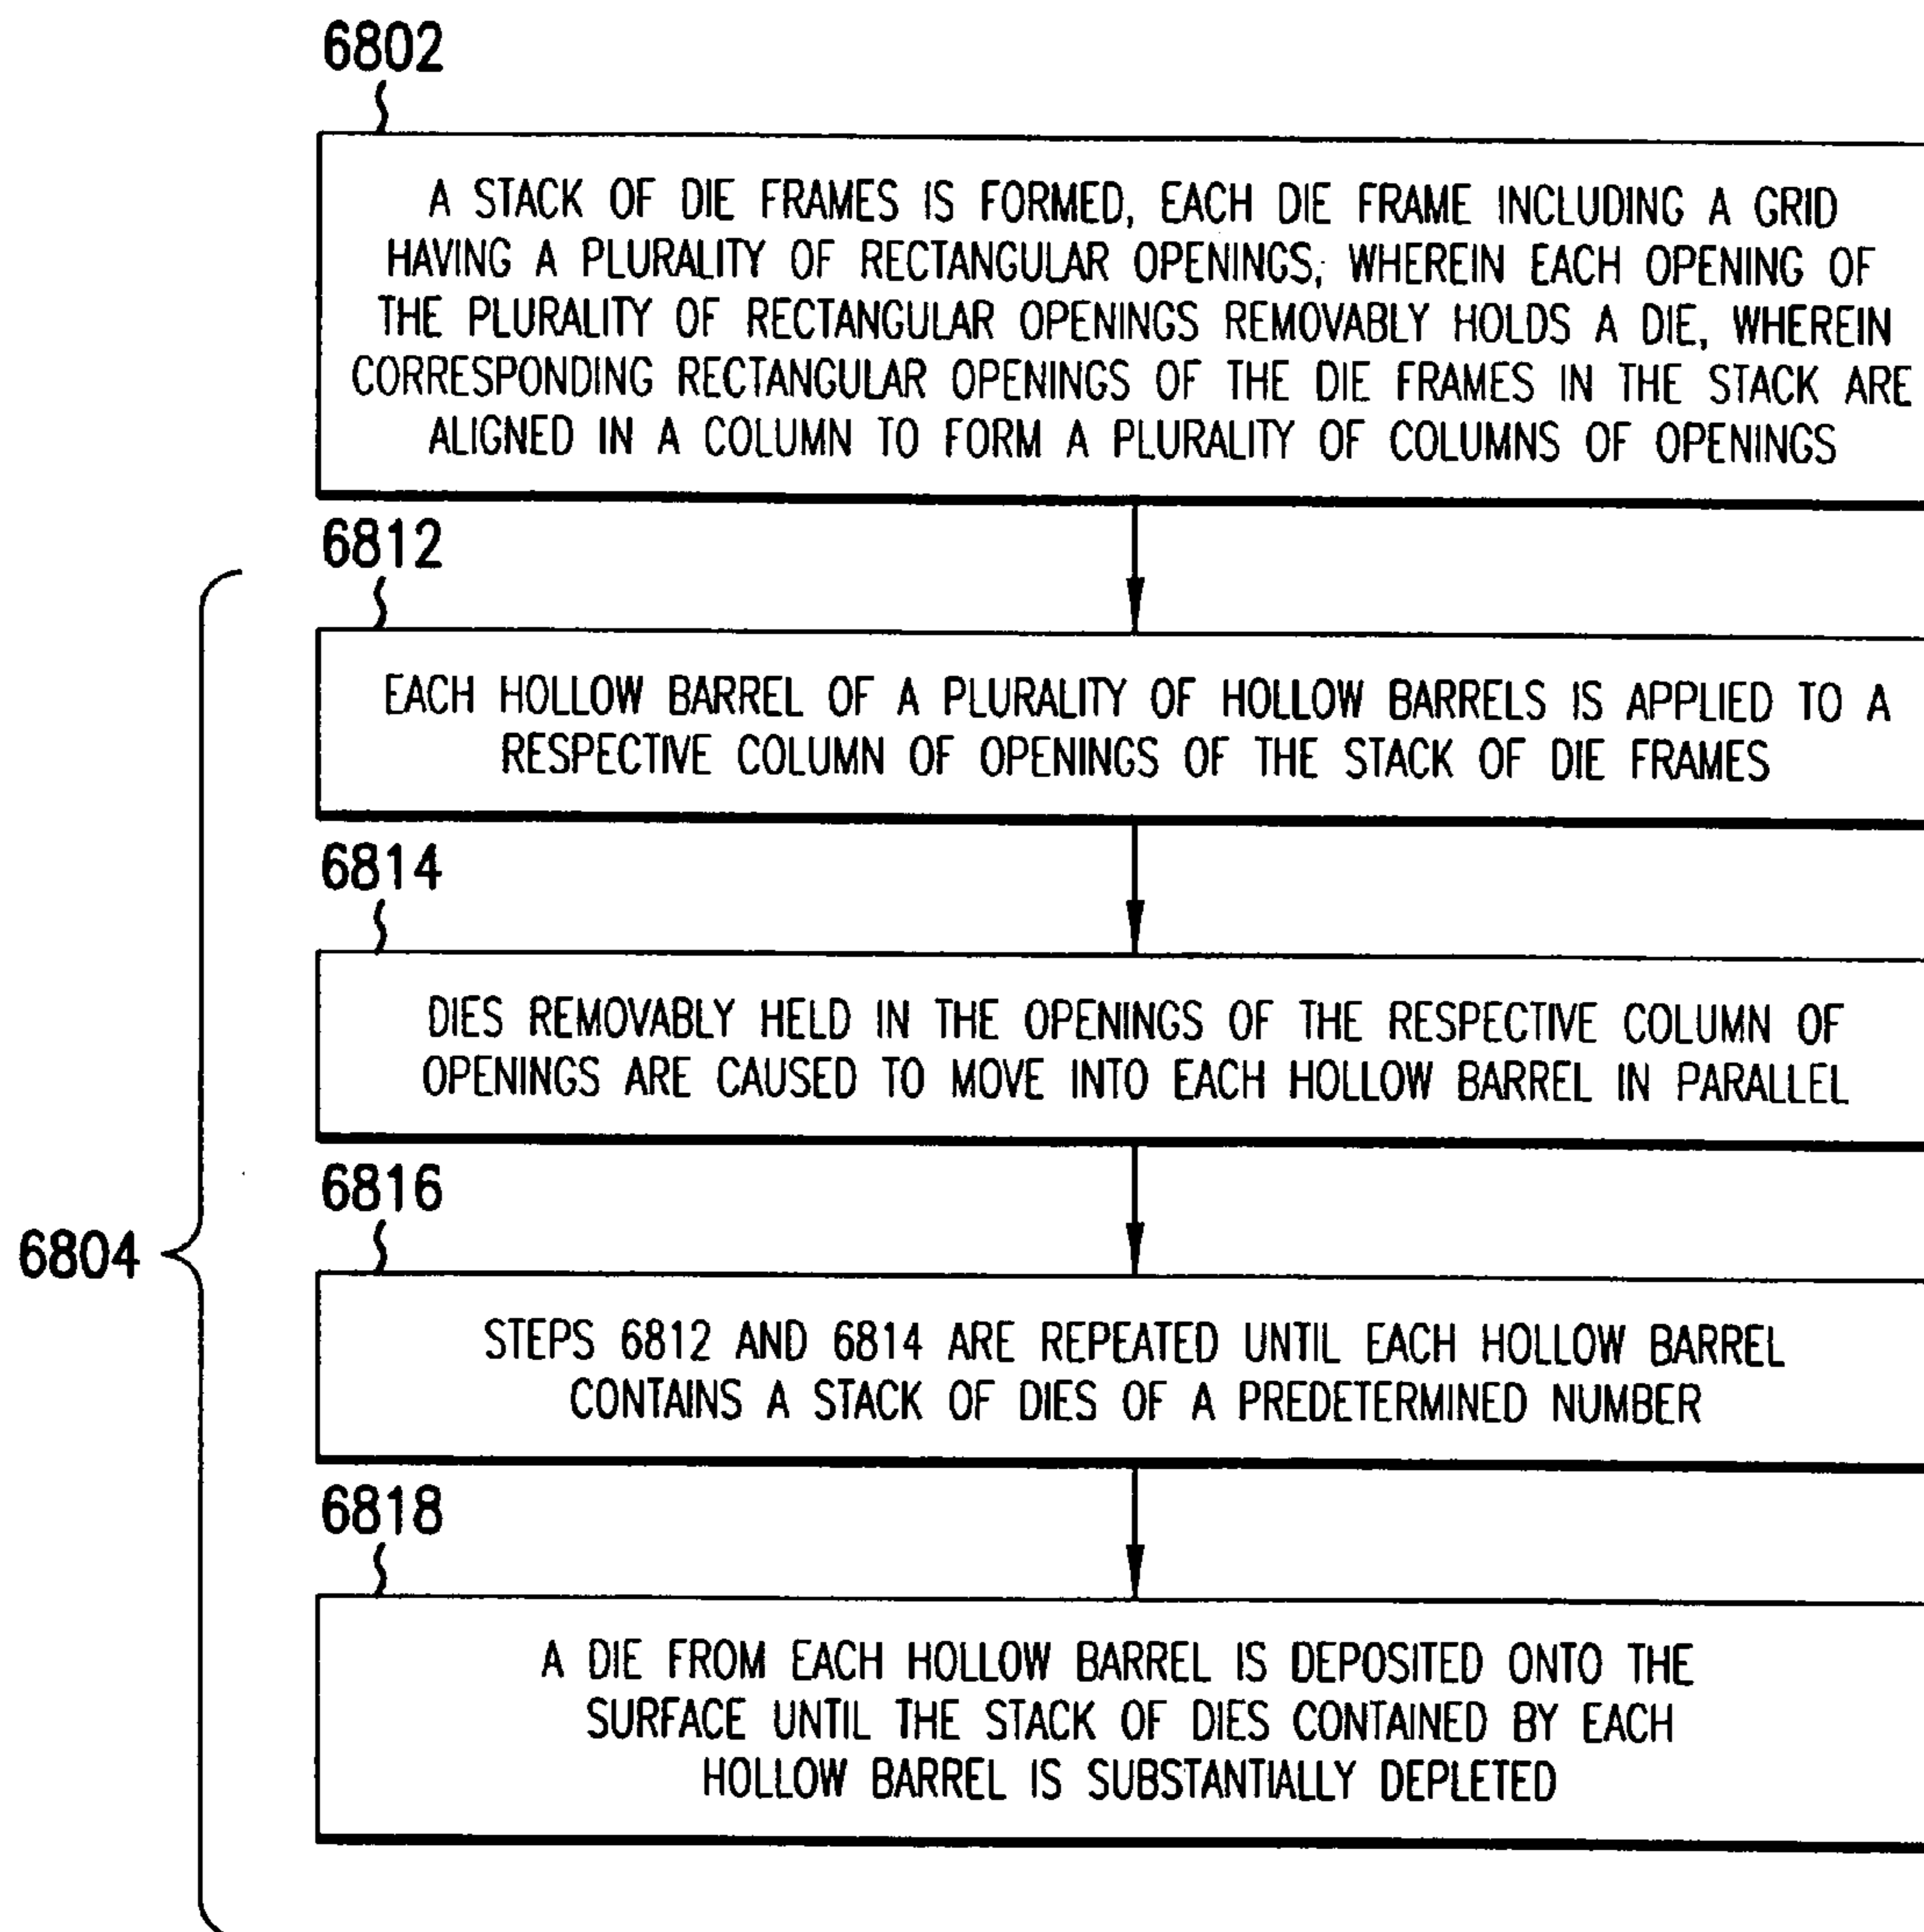 6802
A STACK OF DIE FRAMES IS FORMED, EACH DIE FRAME INCLUDING A GRID
HAVING A PLURALITY OF RECTANGULAR OPENINGS, WHEREIN EACH OPENING OF
THE PLURALITY OF RECTANGULAR OPENINGS REMOVABLY HOLDS A DIE, WHEREIN
CORRESPONDING RECTANGULAR OPENINGS OF THE DIE FRAMES IN THE STACK ARE
ALIGNED IN A COLUMN TO FORM A PLURALITY OF COLUMNS OF OPENINGS
6812
EACH HOLLOW BARREL OF A PLURALITY OF HOLLOW BARRELS IS APPLIED TO A
RESPECTIVE COLUMN OF OPENINGS OF THE STACK OF DIE FRAMES
6814
DIES REMOVABLY HELD IN THE OPENINGS OF THE RESPECTIVE COLUMN OF
OPENINGS ARE CAUSED TO MOVE INTO EACH HOLLOW BARREL IN PARALLEL
6816
6804
STEPS 6812 AND 6814 ARE REPEATED UNTIL EACH HOLLOW BARREL
CONTAINS A STACK OF DIES OF A PREDETERMINED NUMBER
6818
A DIE FROM EACH HOLLOW BARREL IS DEPOSITED ONTO THE
SURFACE UNTIL THE STACK OF DIES CONTAINED BY EACH
HOLLOW BARREL IS SUBSTANTIALLY DEPLETED